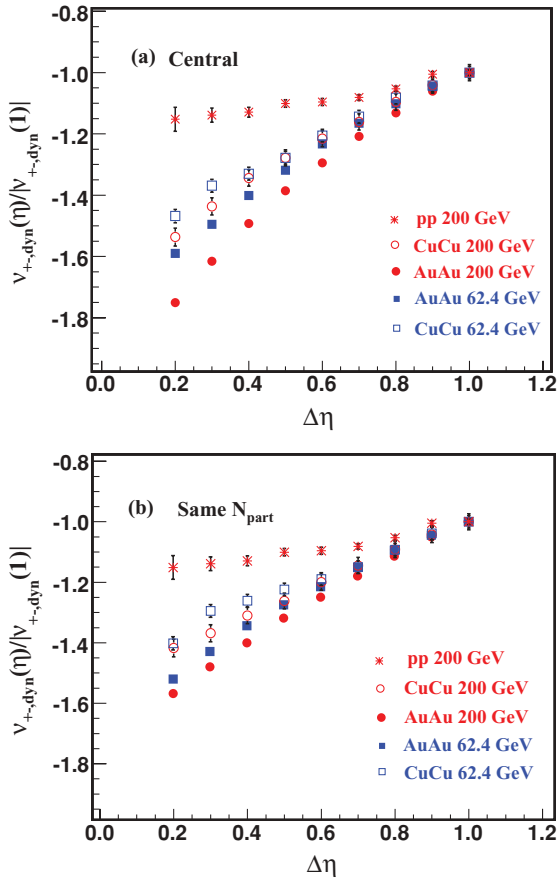 -0.8
(a) Central
-1.0
-1.2
-1.4
-1.6
-1.8
ν+-,dyn(η)/|ν+-,dyn(1)|
pp 200 GeV
CuCu 200 GeV
AuAu 200 GeV
AuAu 62.4 GeV
CuCu 62.4 GeV
0.0 0.2 0.4 0.6 0.8 1.0 1.2
Δη
-0.8
(b) Same Npart
-1.0
-1.2
-1.4
-1.6
-1.8
ν+-,dyn(η)/|ν+-,dyn(1)|
pp 200 GeV
CuCu 200 GeV
AuAu 200 GeV
AuAu 62.4 GeV
CuCu 62.4 GeV
0.0 0.2 0.4 0.6 0.8 1.0 1.2
Δη